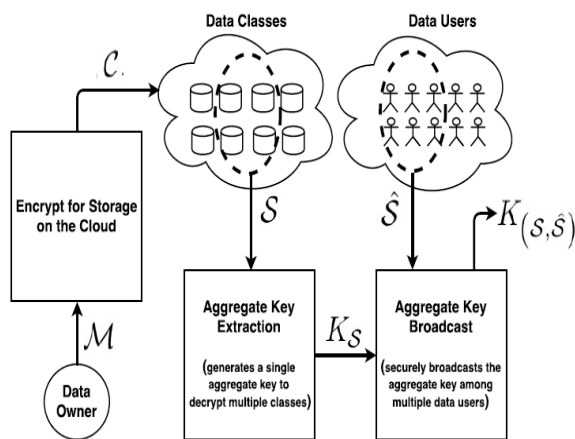 Data Classes
Data Users
C.
Encrypt for Storage
on the Cloud
S
Ŝ
K(S,Ŝ)
Aggregate Key
Extraction
(generates a single
aggregate key to
decrypt multiple classes)
K_S
Aggregate Key
Broadcast
(securely broadcasts the
aggregate key among
multiple data users)
M
Data
Owner